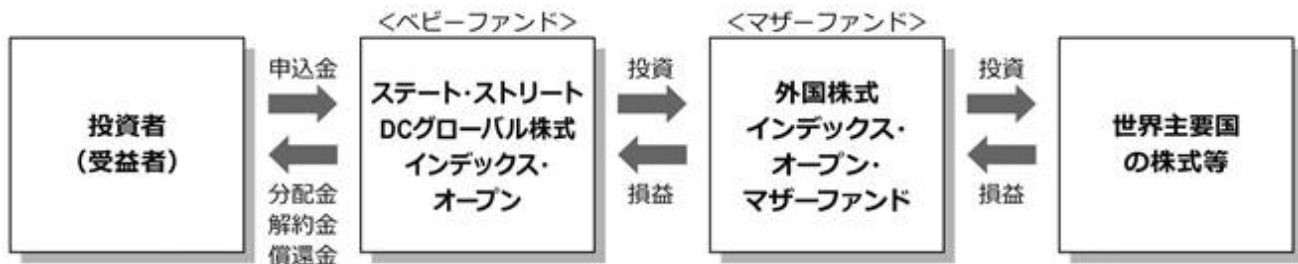 <ベビーファンド>
<マザーファンド>
投資者
(受益者)
申込金
分配金
解約金
償還金
ステート・ストリート
DCグローバル株式
インデックス・
オープン
投資
損益
外国株式
インデックス・
オープン・
マザーファンド
投資
損益
世界主要国
の株式等